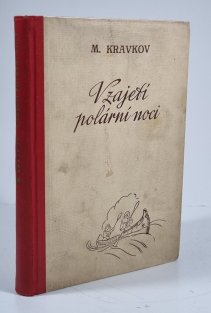 M. KRAVKOV
V zajetí
polární noci